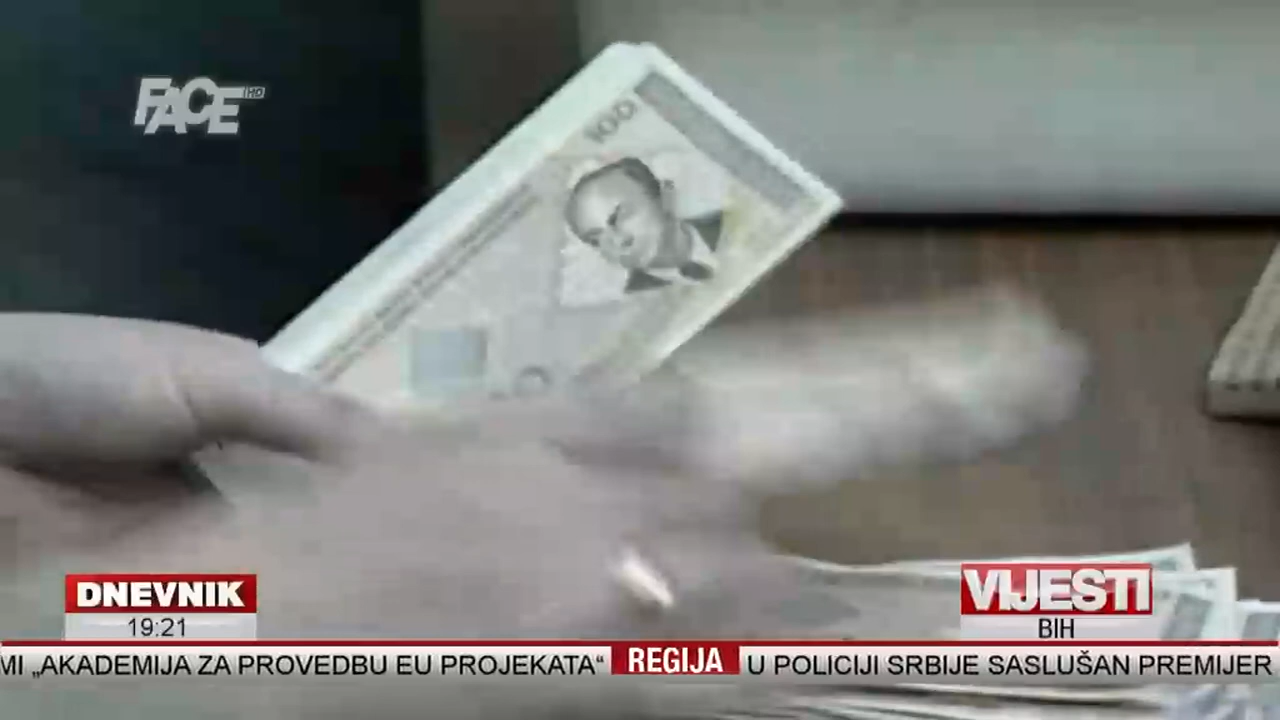 FACE HD
100
DNEVNIK
19:21
VIJESTI
BIH
MI „AKADEMIJA ZA PROVEDBU EU PROJEKATA“ REGIJA U POLICIJI SRBIJE SASLUŠAN PREMIJER